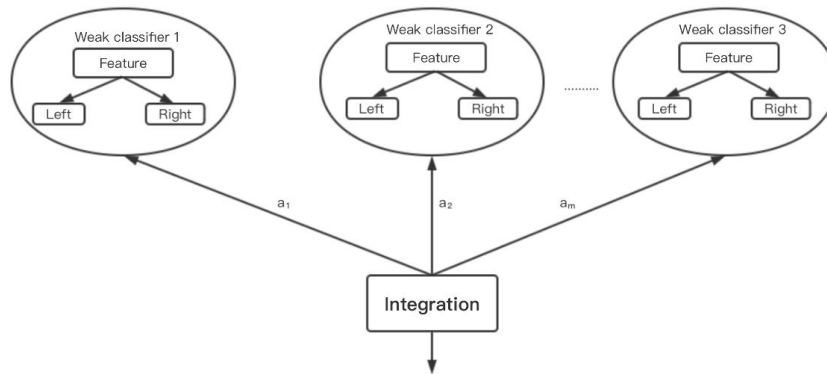 Weak classifier 1
Feature
Left
Right
Weak classifier 2
Feature
Left
Right
..........
Weak classifier 3
Feature
Left
Right
a₁
a₂
aₘ
Integration